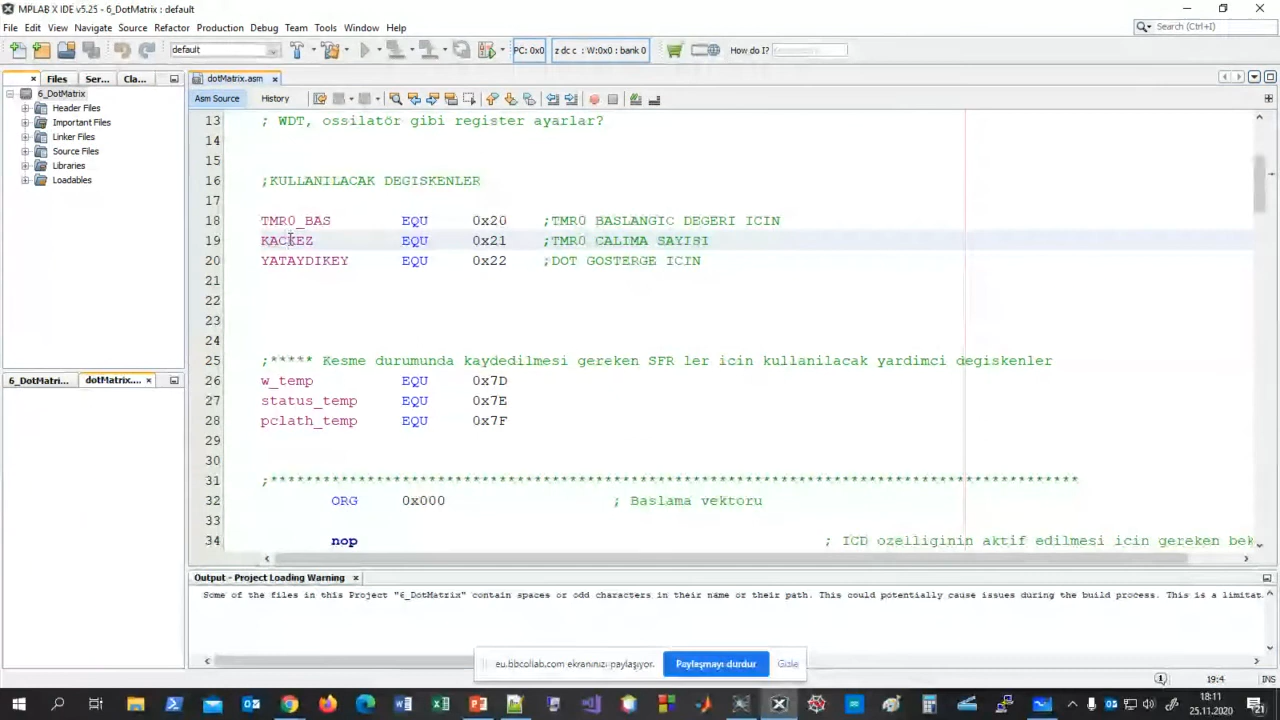 MPLAB X IDE v5.25 - 6_DotMatrix : default
File Edit View Navigate Source Refactor Production Debug Team Tools Window Help
Search (Ctrl+I)
default
PC: 0x0
z dc c : W:0x0 : bank 0
How do I?
Files Ser... Cla...
dotMatrix.asm
6_DotMatrix
Header Files
Important Files
Linker Files
Source Files
Libraries
Loadables
Asm Source History
13 ; WDT, ossilatör gibi register ayarlar?
14
15
16 ;KULLANILACAK DEGISKENLER
17
18 TMR0_BAS EQU 0x20 ;TMR0 BASLANGIC DEGERI ICIN
19 KACKEZ EQU 0x21 ;TMR0 CALIMA SAYISI
20 YATAYDIKEY EQU 0x22 ;DOT GOSTERGE ICIN
21
22
23
24
25 ;***** Kesme durumunda kaydedilmesi gereken SFR ler icin kullanilacak yardimci degiskenler
26 w_temp EQU 0x7D
27 status_temp EQU 0x7E
28 pclath_temp EQU 0x7F
29
30
31 ;********************************************************************************************
32 ORG 0x000 ; Baslama vektoru
33
34 nop ; ICD ozelliginin aktif edilmesi icin gereken bek
6_DotMatri... dotMatrix....
Output - Project Loading Warning
Some of the files in this Project "6_DotMatrix" contain spaces or odd characters in their name or their path. This could potentially cause issues during the build process. This is a limitat
eu.bbcollab.com ekranınızı paylaşıyor.
Paylaşmayı durdur
Gizle
19:4
INS
18:11
25.11.2020